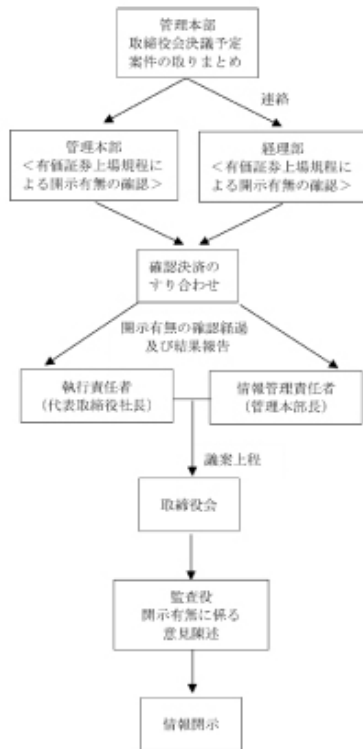 管理本部
取締役会決議予定
案件の取りまとめ
連絡
管理本部
＜有価証券上場規程に
よる開示有無の確認＞
経理部
＜有価証券上場規程に
よる開示有無の確認＞
確認決済の
すり合わせ
開示有無の確認経過
及び結果報告
執行責任者
（代表取締役社長）
情報管理責任者
（管理本部長）
議案上程
取締役会
監査役
開示有無に係る
意見陳述
情報開示